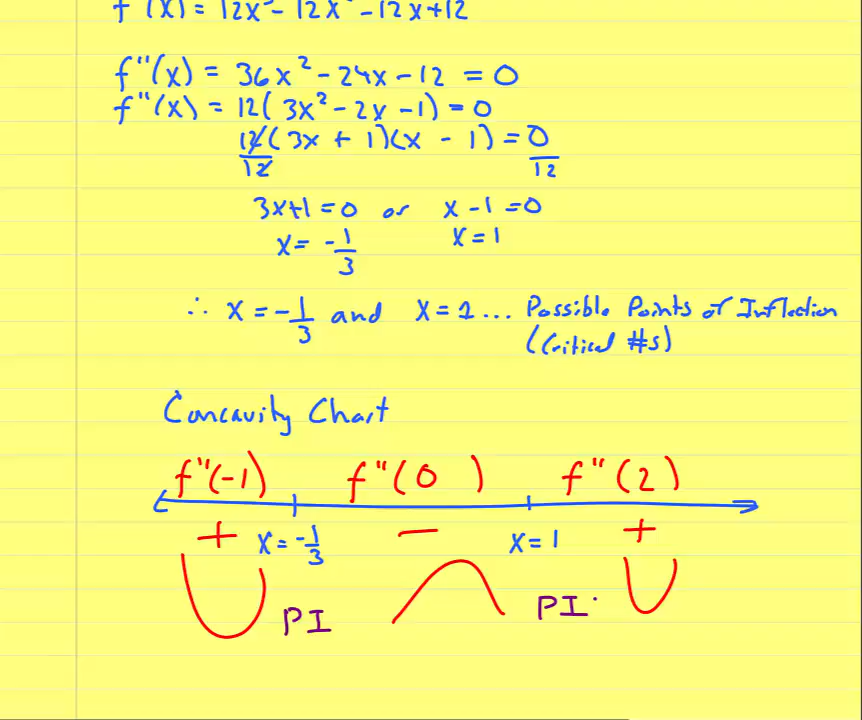 f'(x) = 12x³ - 12x² - 12x + 12
f''(x) = 36x² - 24x - 12 = 0
f''(x) = 12(3x² - 2x - 1) = 0
12(3x + 1)(x - 1) = 0
12 12
3x+1 = 0 or x - 1 = 0
x = -1/3 x = 1
∴ x = -1/3 and x = 1 ... Possible Points of Inflection
(Critical #s)
Concavity Chart
f''(-1) f''(0) f''(2)
+ x = -1/3 - x = 1 +
PI PI